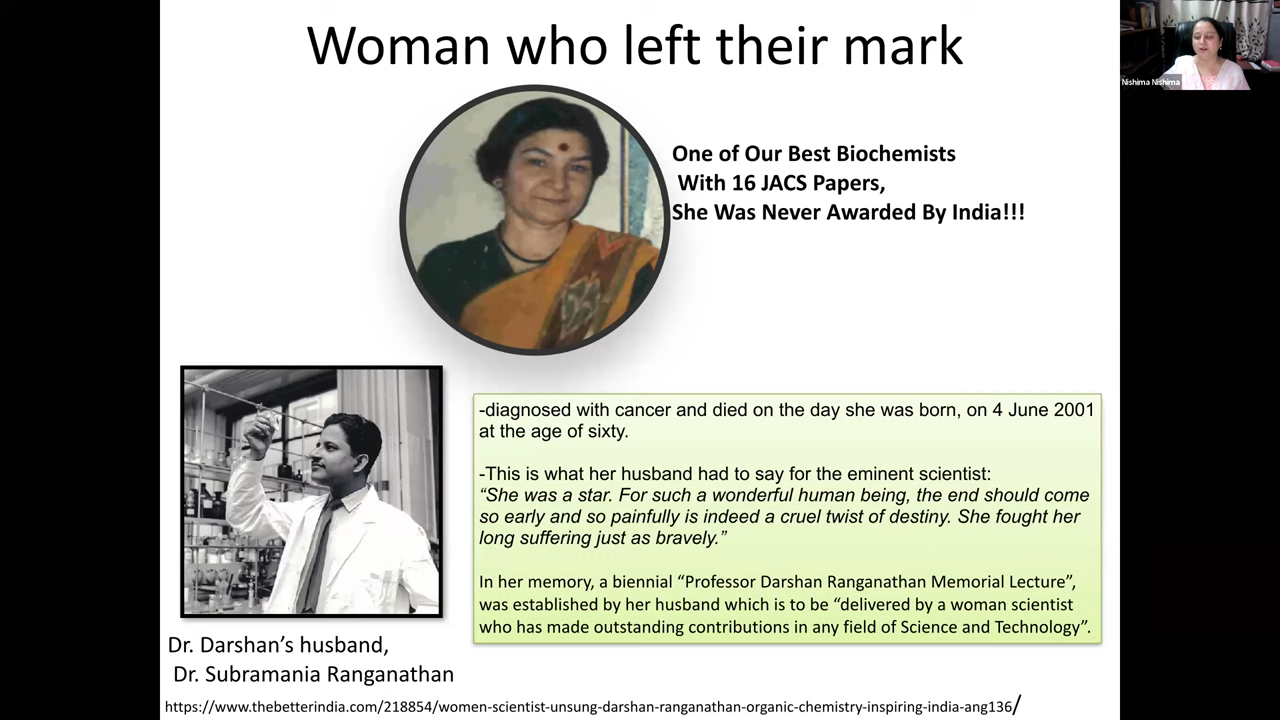 Woman who left their mark
Nishima Nishima
One of Our Best Biochemists
With 16 JACS Papers,
She Was Never Awarded By India!!!
-diagnosed with cancer and died on the day she was born, on 4 June 2001
at the age of sixty.
-This is what her husband had to say for the eminent scientist:
“She was a star. For such a wonderful human being, the end should come
so early and so painfully is indeed a cruel twist of destiny. She fought her
long suffering just as bravely.”
In her memory, a biennial “Professor Darshan Ranganathan Memorial Lecture”,
was established by her husband which is to be “delivered by a woman scientist
who has made outstanding contributions in any field of Science and Technology”.
Dr. Darshan’s husband,
Dr. Subramania Ranganathan
https://www.thebetterindia.com/218854/women-scientist-unsung-darshan-ranganathan-organic-chemistry-inspiring-india-ang136/